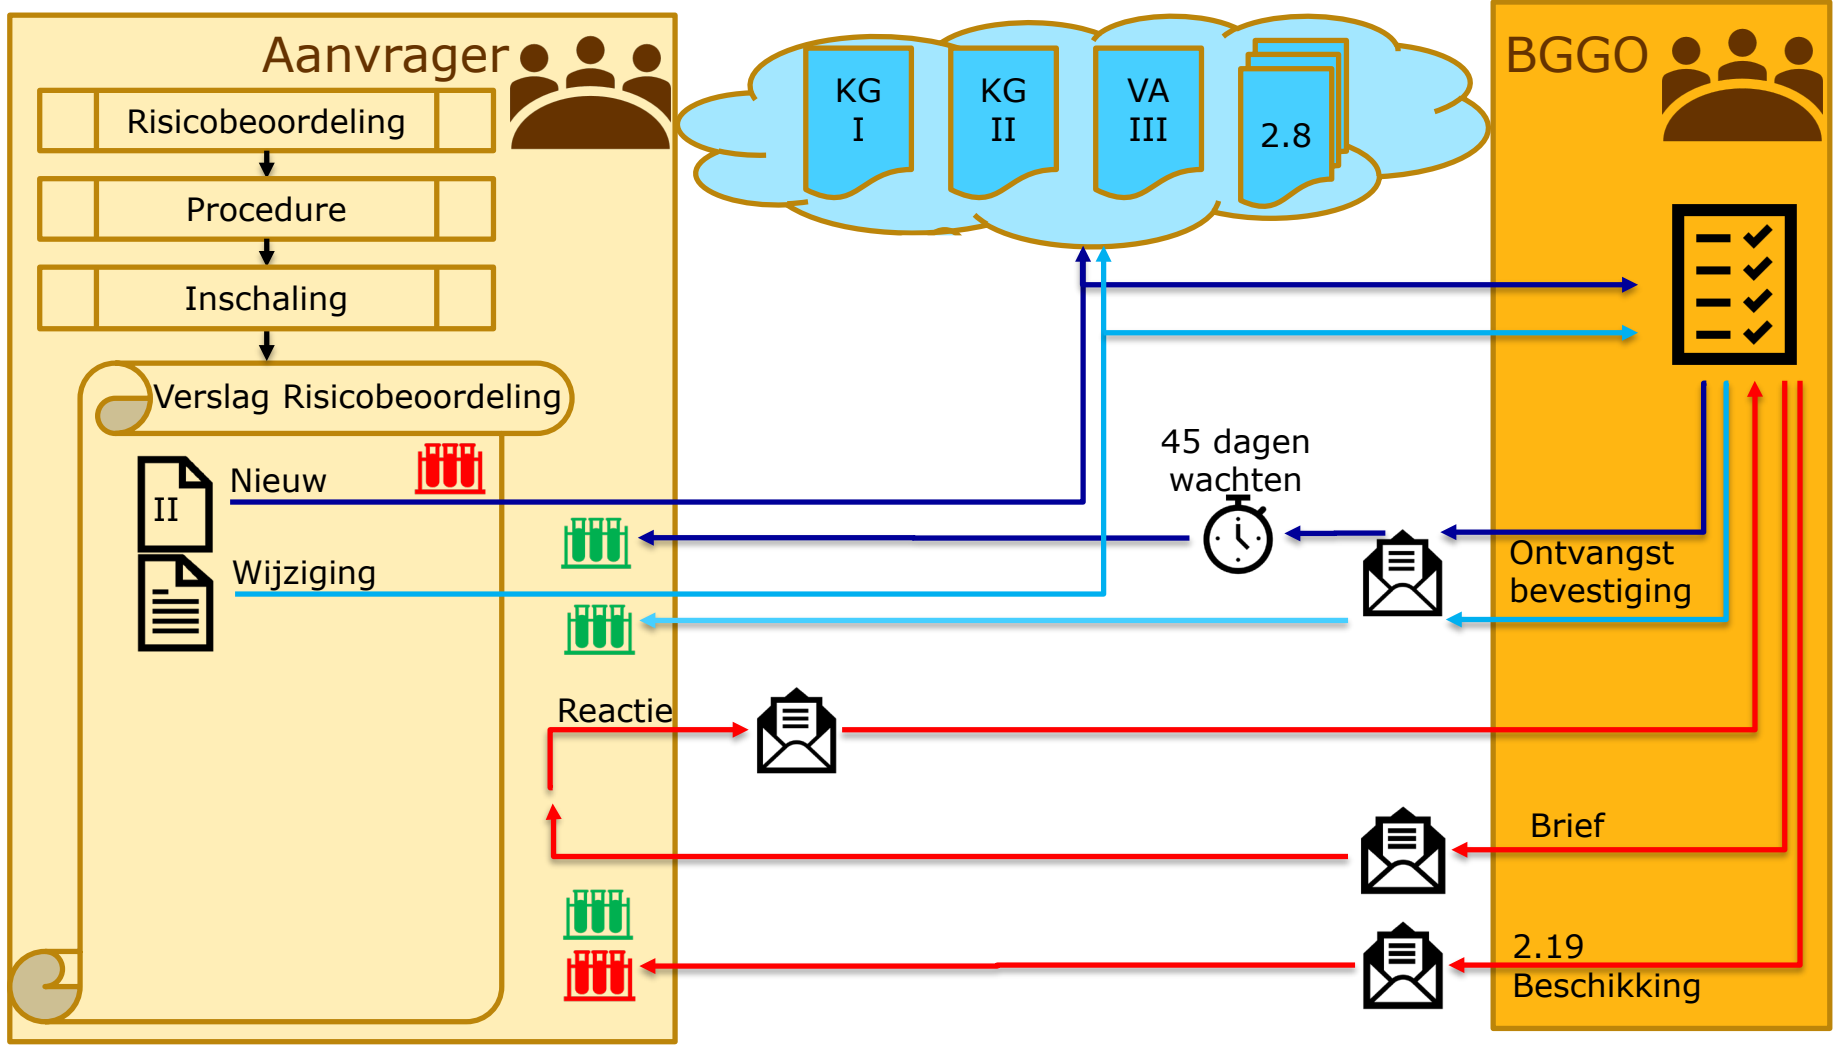 Aanvrager
Risicobeoordeling
Procedure
Inschaling
Verslag Risicobeoordeling
II
Nieuw
Wijziging
KG
I
KG
II
VA
III
2.8
BGGO
45 dagen
wachten
Ontvangst
bevestiging
Reactie
Brief
2.19
Beschikking